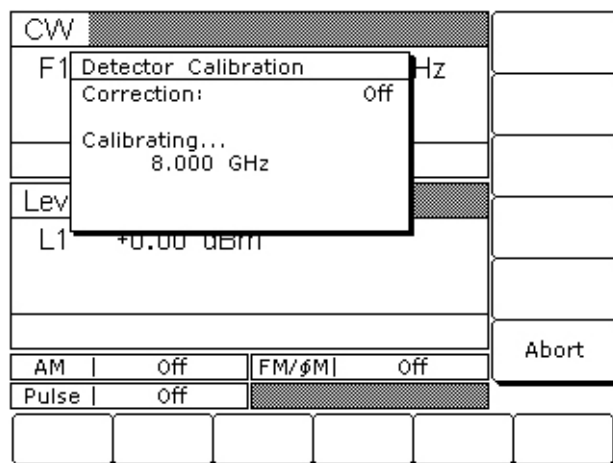 CW
F1 Hz
Detector Calibration
Correction: Off
Calibrating...
8.000 GHz
Lev
L1 +0.00 dBm
Abort
AM | Off
FM/ϕM| Off
Pulse | Off